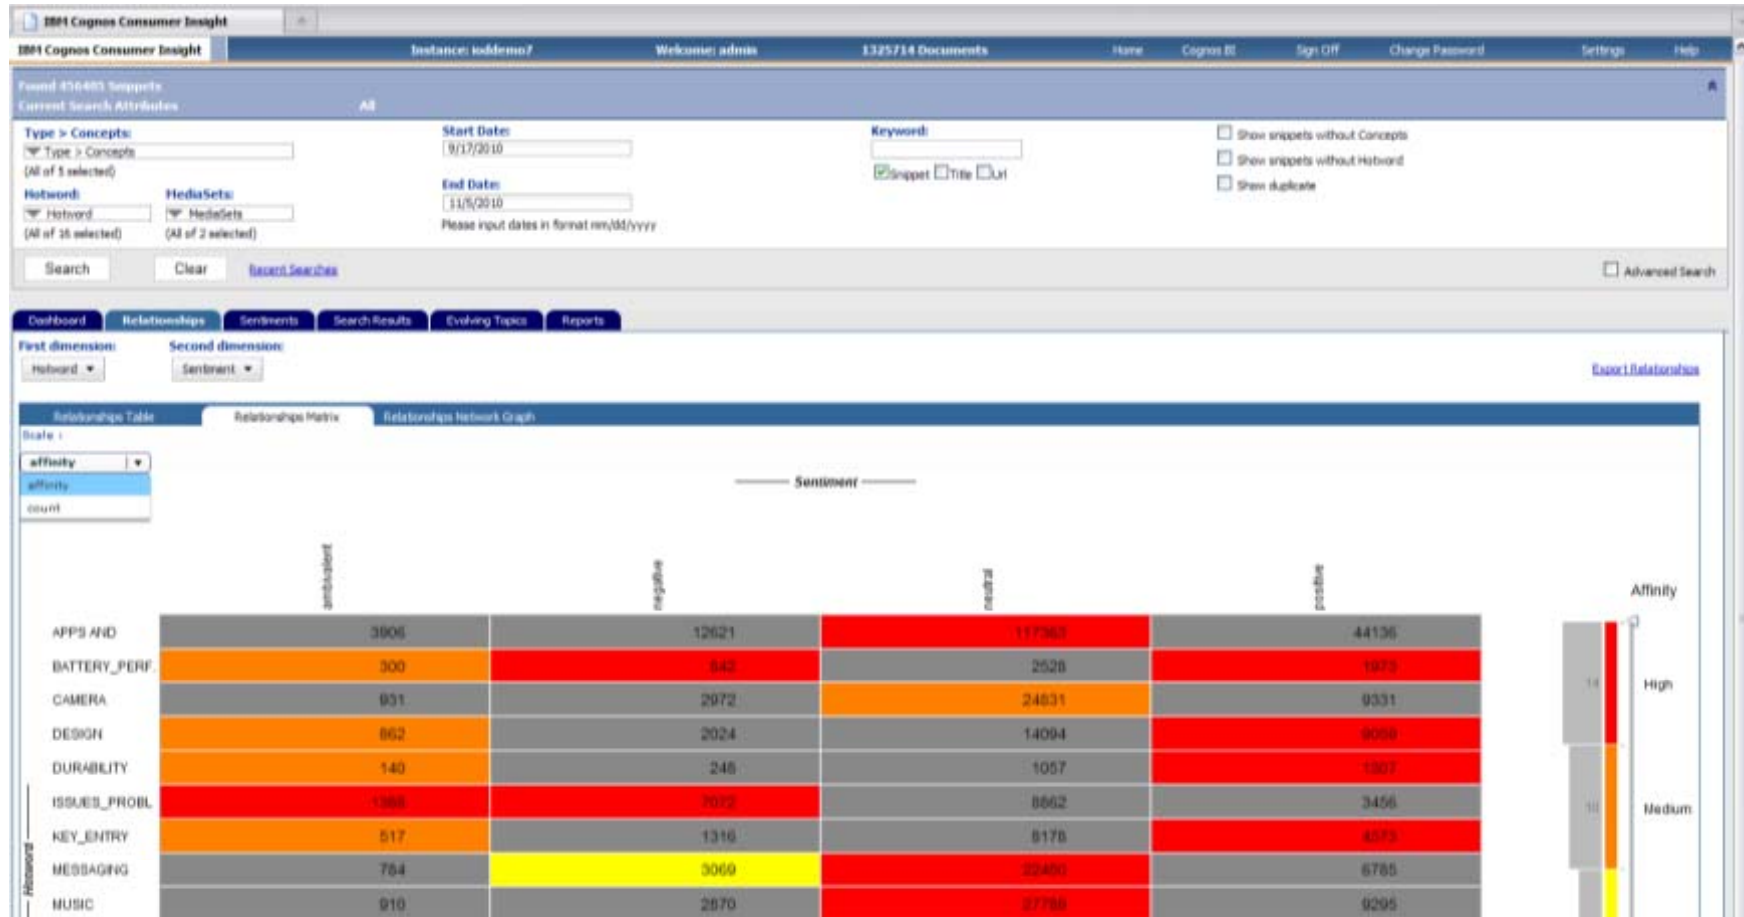 IBM Cognos Consumer Insight
IBM Cognos Consumer Insight Instance: ioddemo7 Welcome: admin 1325714 Documents Home Cognos BI Sign Off Change Password Settings Help
Found 456485 Snippets
Current Search Attributes All
Type > Concepts: Start Date: Keyword: Show snippets without Concepts
Type > Concepts 9/17/2010 Show snippets without Hotword
(All of 5 selected) Snippet Title Url
Hotword: MediaSets: End Date: Show duplicate
Hotword MediaSets 11/5/2010
(All of 16 selected) (All of 2 selected) Please input dates in format mm/dd/yyyy
Search Clear Recent Searches Advanced Search
Dashboard Relationships Sentiments Search Results Evolving Topics Reports
First dimension: Second dimension:
Hotword Sentiment Export Relationships
Relationships Table Relationships Matrix Relationships Network Graph
Scale :
affinity
affinity
count
Sentiment
ambivalent negative neutral positive
Affinity
APPS AND 3906 12621 44136
BATTERY_PERF. 300 842 2528 1973
High
CAMERA 931 2972 24831 9331
DESIGN 862 2024 14094
DURABILITY 140 248 1057
ISSUES_PROBL 7072 8862 3456
Medium
KEY_ENTRY 517 1316 8178
MESSAGING 784 3069 6785
Hotword
MUSIC 910 2870 9295